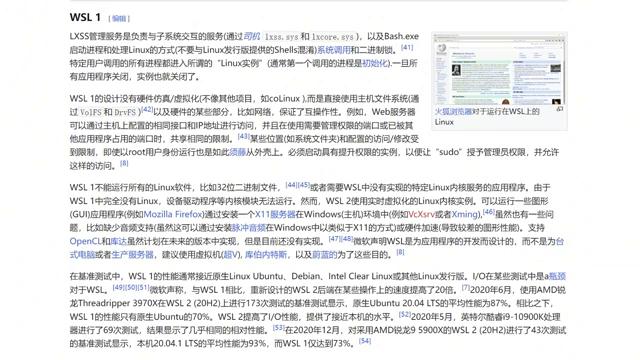 WSL 1 [编辑]
LXSS管理服务是负责与子系统交互的服务(通过司机 lxss.sys 和 lxcore.sys )，以及Bash.exe
启动进程和处理Linux的方式(不要与Linux发行版提供的Shells混淆)系统调用和二进制锁。[41]
特定用户调用的所有进程都进入所谓的“Linux实例”(通常第一个调用的进程是初始化).一旦所
有应用程序关闭，实例也就关闭了。
火狐浏览器对于运行在WSL上的
Linux
WSL 1的设计没有硬件仿真/虚拟化(不像其他项目，如coLinux ),而是直接使用主机文件系统(通
过 VolFS 和 DrvFS )[42]以及硬件的某些部分，比如网络，保证了互操作性。例如，Web服务器
可以通过主机上配置的相同接口和IP地址进行访问，并且在使用需要管理权限的端口或已被其
他应用程序占用的端口时，共享相同的限制。[43]某些位置(如系统文件夹)和配置的访问/修改受
到限制，即使以root用户身份运行也是如此须藤从外壳上。必须启动具有提升权限的实例，以便让“sudo”授予管理员权限，并允许
这样的访问。[8]
WSL 1不能运行所有的Linux软件，比如32位二进制文件，[44][45]或者需要WSL中没有实现的特定Linux内核服务的应用程序。由于
WSL 1中完全没有Linux，设备驱动程序等内核模块无法运行。然而，WSL 2使用实时虚拟化的Linux内核实例。可以运行一些图形
(GUI)应用程序(例如Mozilla Firefox)通过安装一个X11服务器在Windows(主机)环境中(例如VcXsrv或者Xming),[46]虽然也有一些问
题，比如缺少音频支持(虽然这可以通过安装脉冲音频在Windows中以类似于X11的方式)或硬件加速(导致较差的图形性能)。支持
OpenCL和库达虽然计划在未来的版本中实现，但是目前还没有实现。[47][48]微软声称WSL是为应用程序的开发而设计的，而不是为台
式电脑或者生产服务器，建议使用虚拟机(超V), 库伯内特斯，以及蔚蓝的为了这些目的。[8]
在基准测试中，WSL 1的性能通常接近原生Linux Ubuntu、Debian、Intel Clear Linux或其他Linux发行版。I/O在某些测试中是a瓶颈
对于WSL。[49][50][51]微软声称，与WSL 1相比，重新设计的WSL 2后端在某些操作上的速度提高了20倍。[7]2020年6月，使用AMD锐
龙Threadripper 3970X在WSL 2 (20H2)上进行173次测试的基准测试显示，原生Ubuntu 20.04 LTS的平均性能为87%。相比之下，
WSL 1的性能只有原生Ubuntu的70%。WSL 2提高了I/O性能，提供了接近本机的水平。[52]2020年5月，英特尔酷睿i9-10900K处理
器进行了69次测试，结果显示了几乎相同的相对性能。[53]在2020年12月，对采用AMD锐龙9 5900X的WSL 2 (20H2)进行了43次测试
的基准测试显示，本机20.04.1 LTS的平均性能为93%，而WSL 1仅达到73%。[54]